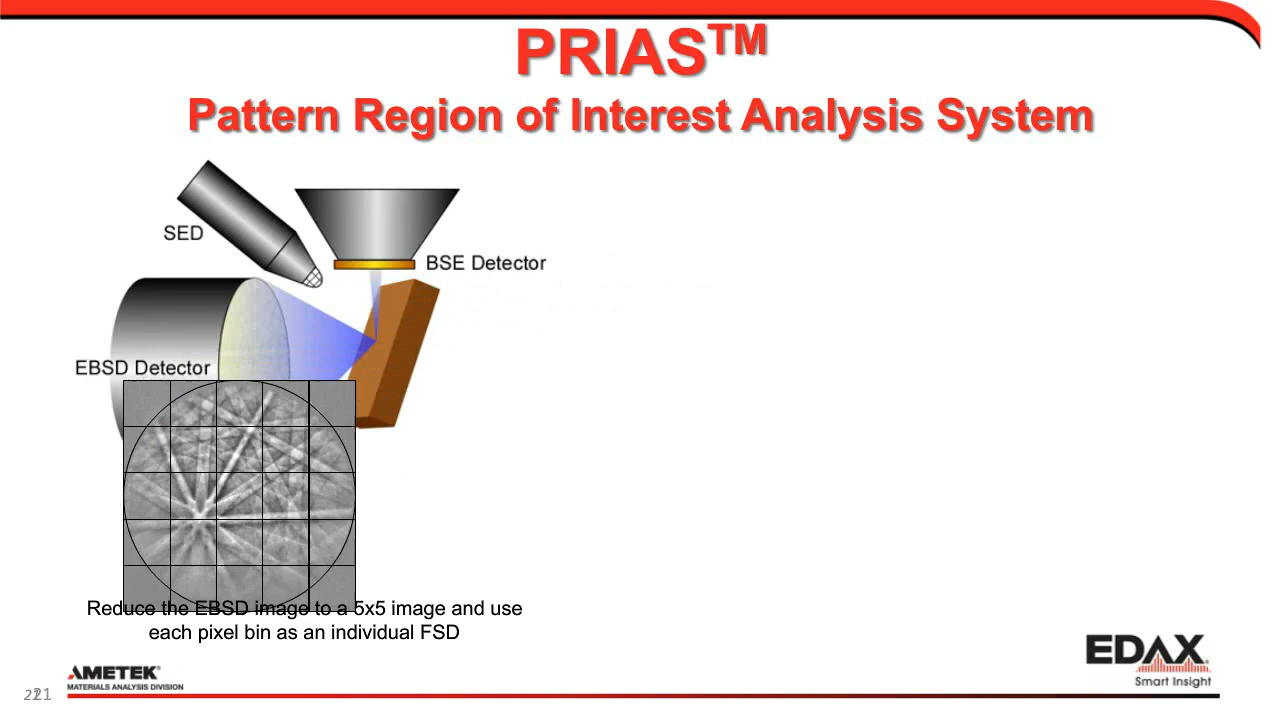 PRIAS™
Pattern Region of Interest Analysis System
SED
BSE Detector
EBSD Detector
Reduce the EBSD image to a 5x5 image and use
each pixel bin as an individual FSD
AMETEK®
MATERIALS ANALYSIS DIVISION
EDAX
Smart Insight
21